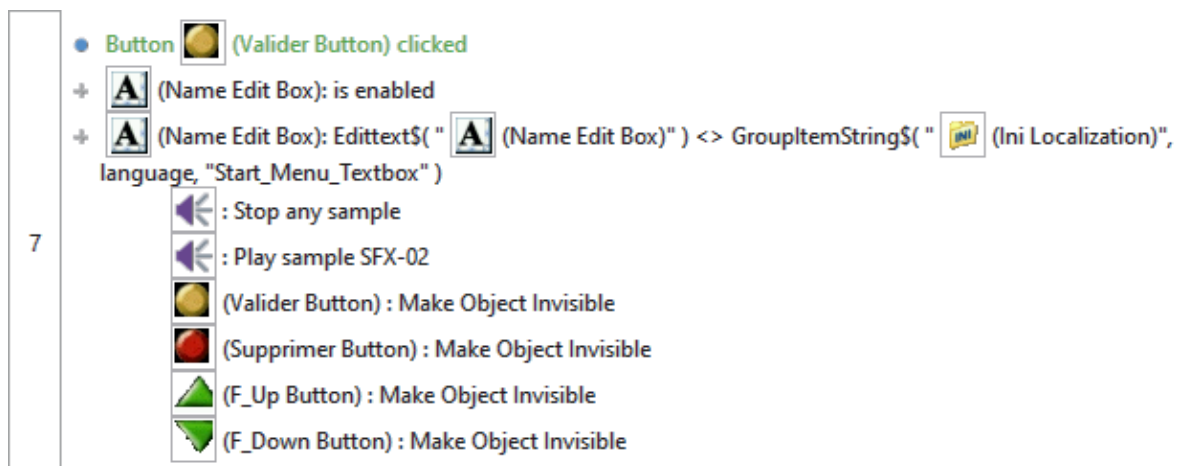 Button (Valider Button) clicked
A (Name Edit Box): is enabled
A (Name Edit Box): Edittext$( " A (Name Edit Box)" ) <> GroupItemString$( " INI (Ini Localization)",
language, "Start_Menu_Textbox" )
: Stop any sample
7
: Play sample SFX-02
(Valider Button) : Make Object Invisible
(Supprimer Button) : Make Object Invisible
(F_Up Button) : Make Object Invisible
(F_Down Button) : Make Object Invisible